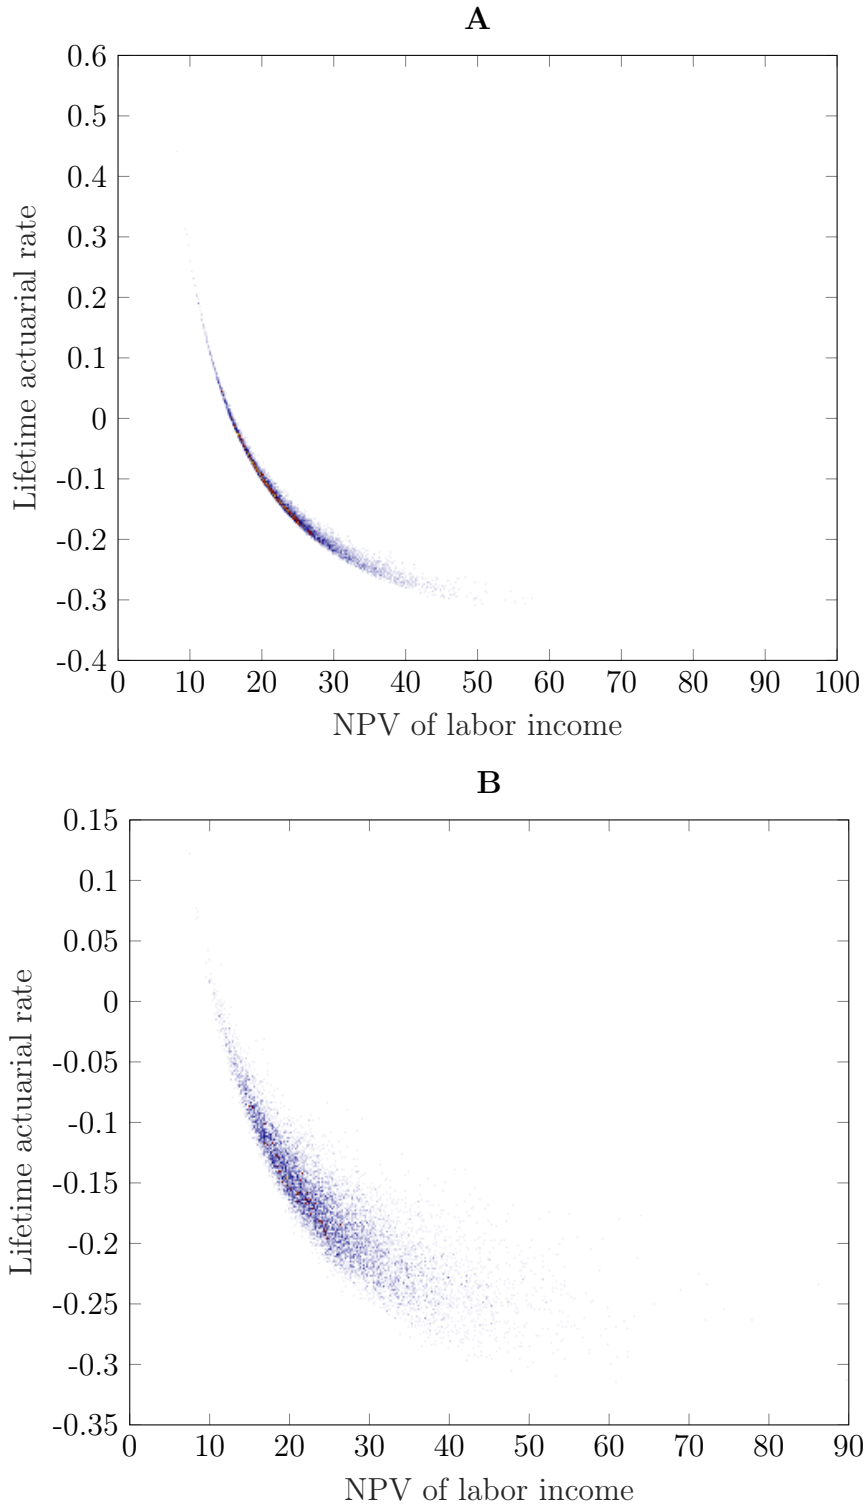 A
0.6
0.5
0.4
0.3
0.2
0.1
0
-0.1
-0.2
-0.3
-0.4
Lifetime actuarial rate
0 10 20 30 40 50 60 70 80 90 100
NPV of labor income
B
0.15
0.1
0.05
0
-0.05
-0.1
-0.15
-0.2
-0.25
-0.3
-0.35
Lifetime actuarial rate
0 10 20 30 40 50 60 70 80 90
NPV of labor income